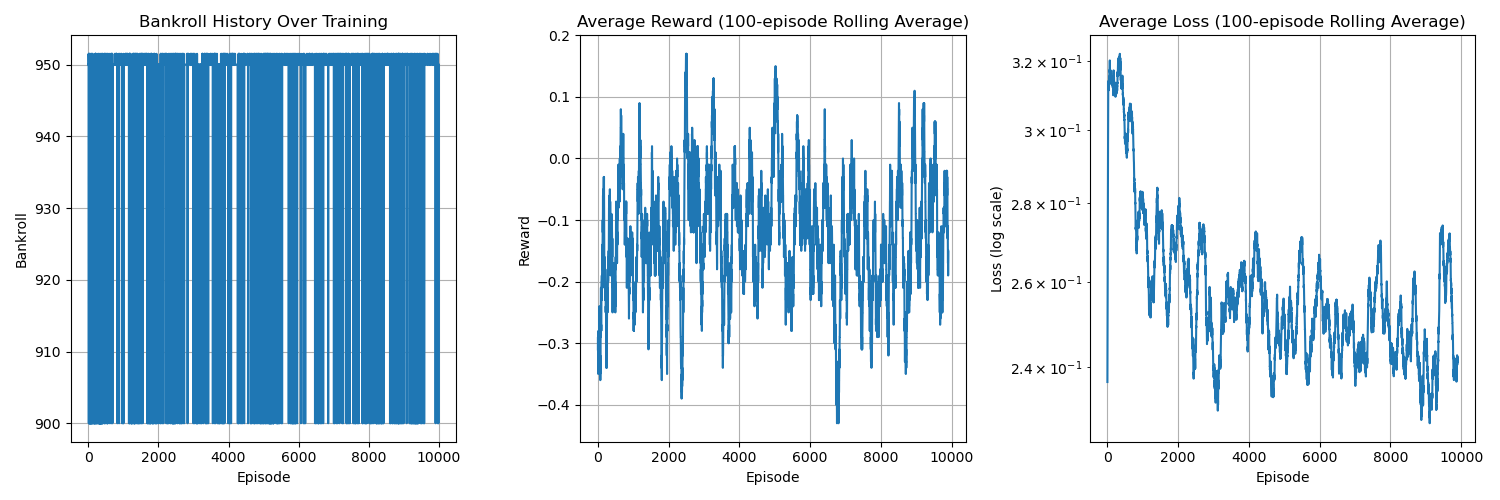 Bankroll History Over Training
950
940
930
920
910
900
Bankroll
0 2000 4000 6000 8000 10000
Episode
Average Reward (100-episode Rolling Average)
0.2
0.1
0.0
−0.1
−0.2
−0.3
−0.4
Reward
0 2000 4000 6000 8000 10000
Episode
Average Loss (100-episode Rolling Average)
3.2 × 10⁻¹
3 × 10⁻¹
2.8 × 10⁻¹
2.6 × 10⁻¹
2.4 × 10⁻¹
Loss (log scale)
0 2000 4000 6000 8000 10000
Episode